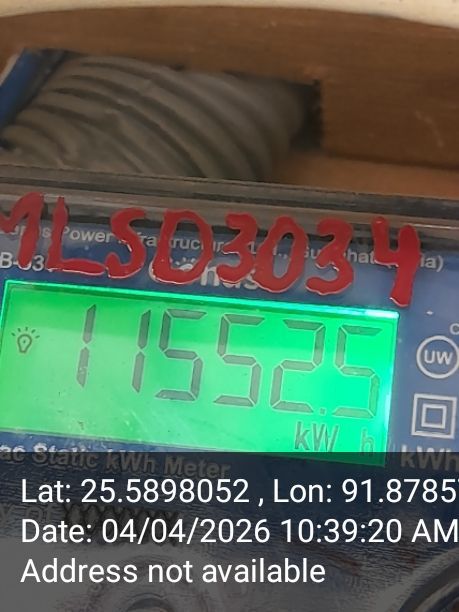 MLSD3034
11552.5
kW h
UW
kWh
ac Static kWh Meter
Lat: 25.5898052 , Lon: 91.8785
Date: 04/04/2026 10:39:20 AM
Address not available